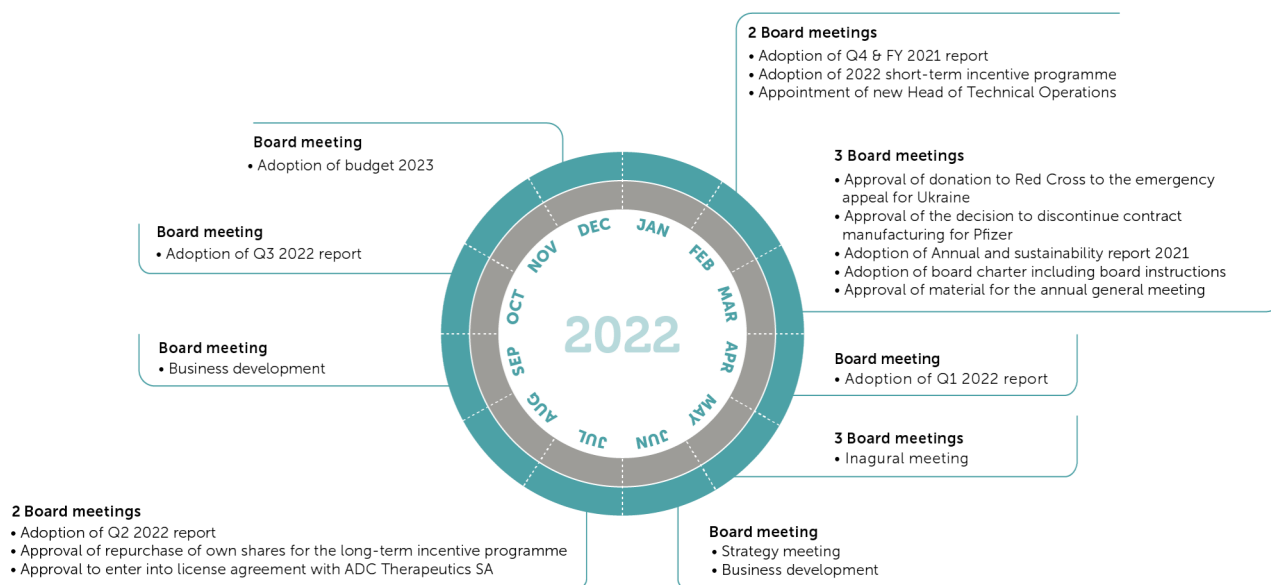 2 Board meetings
• Adoption of Q4 & FY 2021 report
• Adoption of 2022 short-term incentive programme
• Appointment of new Head of Technical Operations
3 Board meetings
• Approval of donation to Red Cross to the emergency
appeal for Ukraine
• Approval of the decision to discontinue contract
manufacturing for Pfizer
• Adoption of Annual and sustainability report 2021
• Adoption of board charter including board instructions
• Approval of material for the annual general meeting
Board meeting
• Adoption of Q1 2022 report
3 Board meetings
• Inagural meeting
Board meeting
• Strategy meeting
• Business development
2 Board meetings
• Adoption of Q2 2022 report
• Approval of repurchase of own shares for the long-term incentive programme
• Approval to enter into license agreement with ADC Therapeutics SA
Board meeting
• Business development
Board meeting
• Adoption of Q3 2022 report
Board meeting
• Adoption of budget 2023
JAN
FEB
MAR
APR
MAY
JUN
JUL
AUG
SEP
OCT
NOV
DEC
2022